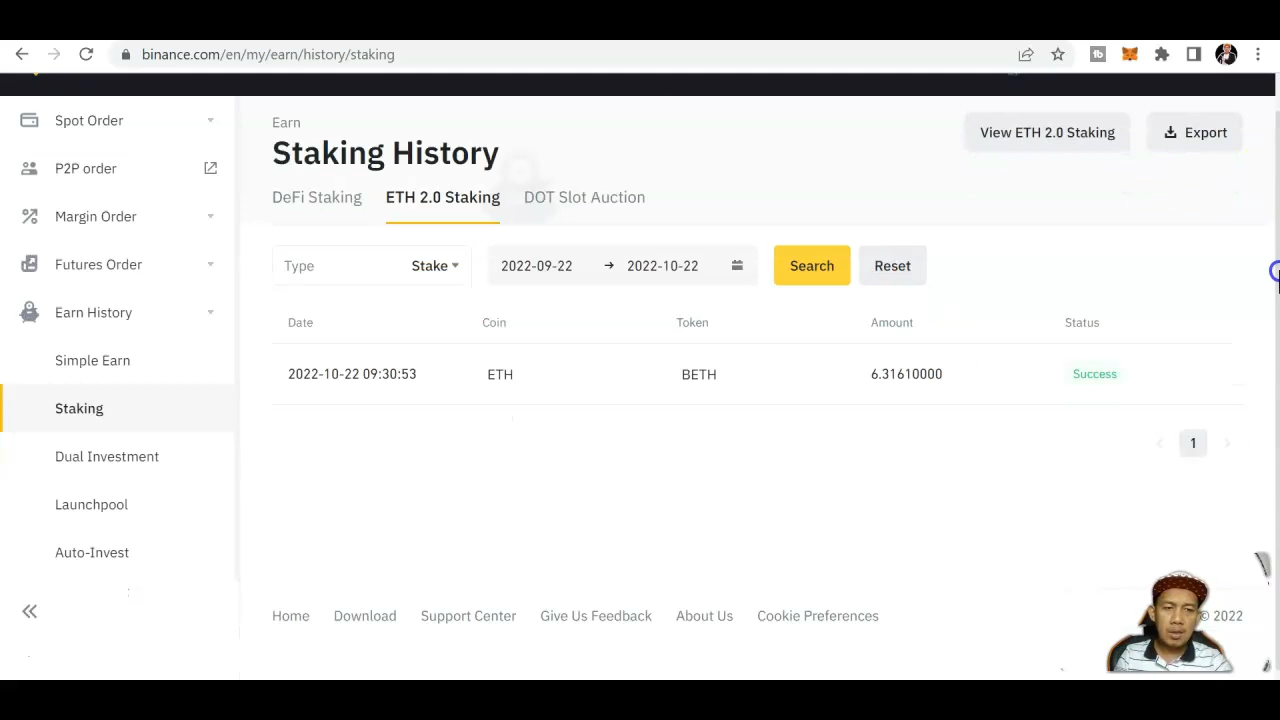 binance.com/en/my/earn/history/staking
Spot Order
P2P order
Margin Order
Futures Order
Earn History
Simple Earn
Staking
Dual Investment
Launchpool
Auto-Invest
Earn
Staking History
View ETH 2.0 Staking
Export
DeFi Staking ETH 2.0 Staking DOT Slot Auction
Type Stake 2022-09-22 → 2022-10-22 Search Reset
Date Coin Token Amount Status
2022-10-22 09:30:53 ETH BETH 6.31610000 Success
1
Home Download Support Center Give Us Feedback About Us Cookie Preferences © 2022